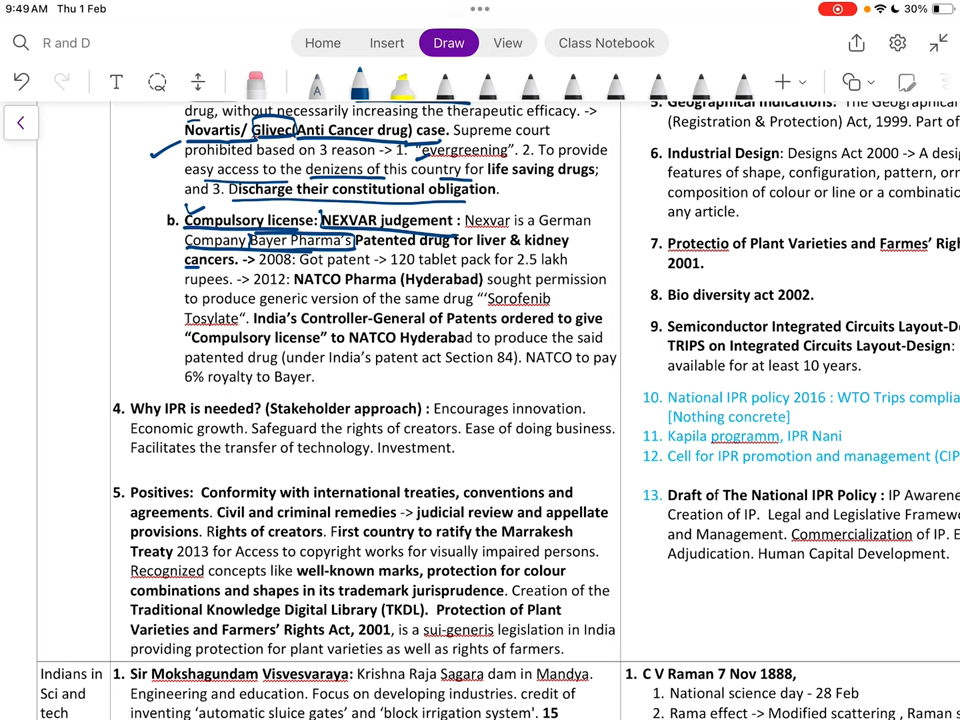 9:49 AM Thu 1 Feb
30%
R and D
Home Insert Draw View Class Notebook
drug, without necessarily increasing the therapeutic efficacy. ->
Novartis/ Glivec(Anti Cancer drug) case. Supreme court
prohibited based on 3 reason -> 1. “evergreening”. 2. To provide
easy access to the denizens of this country for life saving drugs;
and 3. Discharge their constitutional obligation.
b. Compulsory license: NEXVAR judgement : Nexvar is a German
Company Bayer Pharma’s Patented drug for liver & kidney
cancers. -> 2008: Got patent -> 120 tablet pack for 2.5 lakh
rupees. -> 2012: NATCO Pharma (Hyderabad) sought permission
to produce generic version of the same drug “‘Sorofenib
Tosylate“. India’s Controller-General of Patents ordered to give
“Compulsory license” to NATCO Hyderabad to produce the said
patented drug (under India’s patent act Section 84). NATCO to pay
6% royalty to Bayer.
4. Why IPR is needed? (Stakeholder approach) : Encourages innovation.
Economic growth. Safeguard the rights of creators. Ease of doing business.
Facilitates the transfer of technology. Investment.
5. Positives: Conformity with international treaties, conventions and
agreements. Civil and criminal remedies -> judicial review and appellate
provisions. Rights of creators. First country to ratify the Marrakesh
Treaty 2013 for Access to copyright works for visually impaired persons.
Recognized concepts like well-known marks, protection for colour
combinations and shapes in its trademark jurisprudence. Creation of the
Traditional Knowledge Digital Library (TKDL). Protection of Plant
Varieties and Farmers’ Rights Act, 2001, is a sui-generis legislation in India
providing protection for plant varieties as well as rights of farmers.
5. Geographical Indications: The Geographical
(Registration & Protection) Act, 1999. Part of
6. Industrial Design: Designs Act 2000 -> A desi
features of shape, configuration, pattern, orn
composition of colour or line or a combinatio
any article.
7. Protectio of Plant Varieties and Farmes’ Righ
2001.
8. Bio diversity act 2002.
9. Semiconductor Integrated Circuits Layout-D
TRIPS on Integrated Circuits Layout-Design:
available for at least 10 years.
10. National IPR policy 2016 : WTO Trips complia
[Nothing concrete]
11. Kapila programm, IPR Nani
12. Cell for IPR promotion and management (CIP
13. Draft of The National IPR Policy : IP Awarene
Creation of IP. Legal and Legislative Framewo
and Management. Commercialization of IP. E
Adjudication. Human Capital Development.
Indians in
Sci and
tech
1. Sir Mokshagundam Visvesvaraya: Krishna Raja Sagara dam in Mandya.
Engineering and education. Focus on developing industries. credit of
inventing ‘automatic sluice gates’ and ‘block irrigation system'. 15
1. C V Raman 7 Nov 1888,
1. National science day - 28 Feb
2. Rama effect -> Modified scattering , Raman s